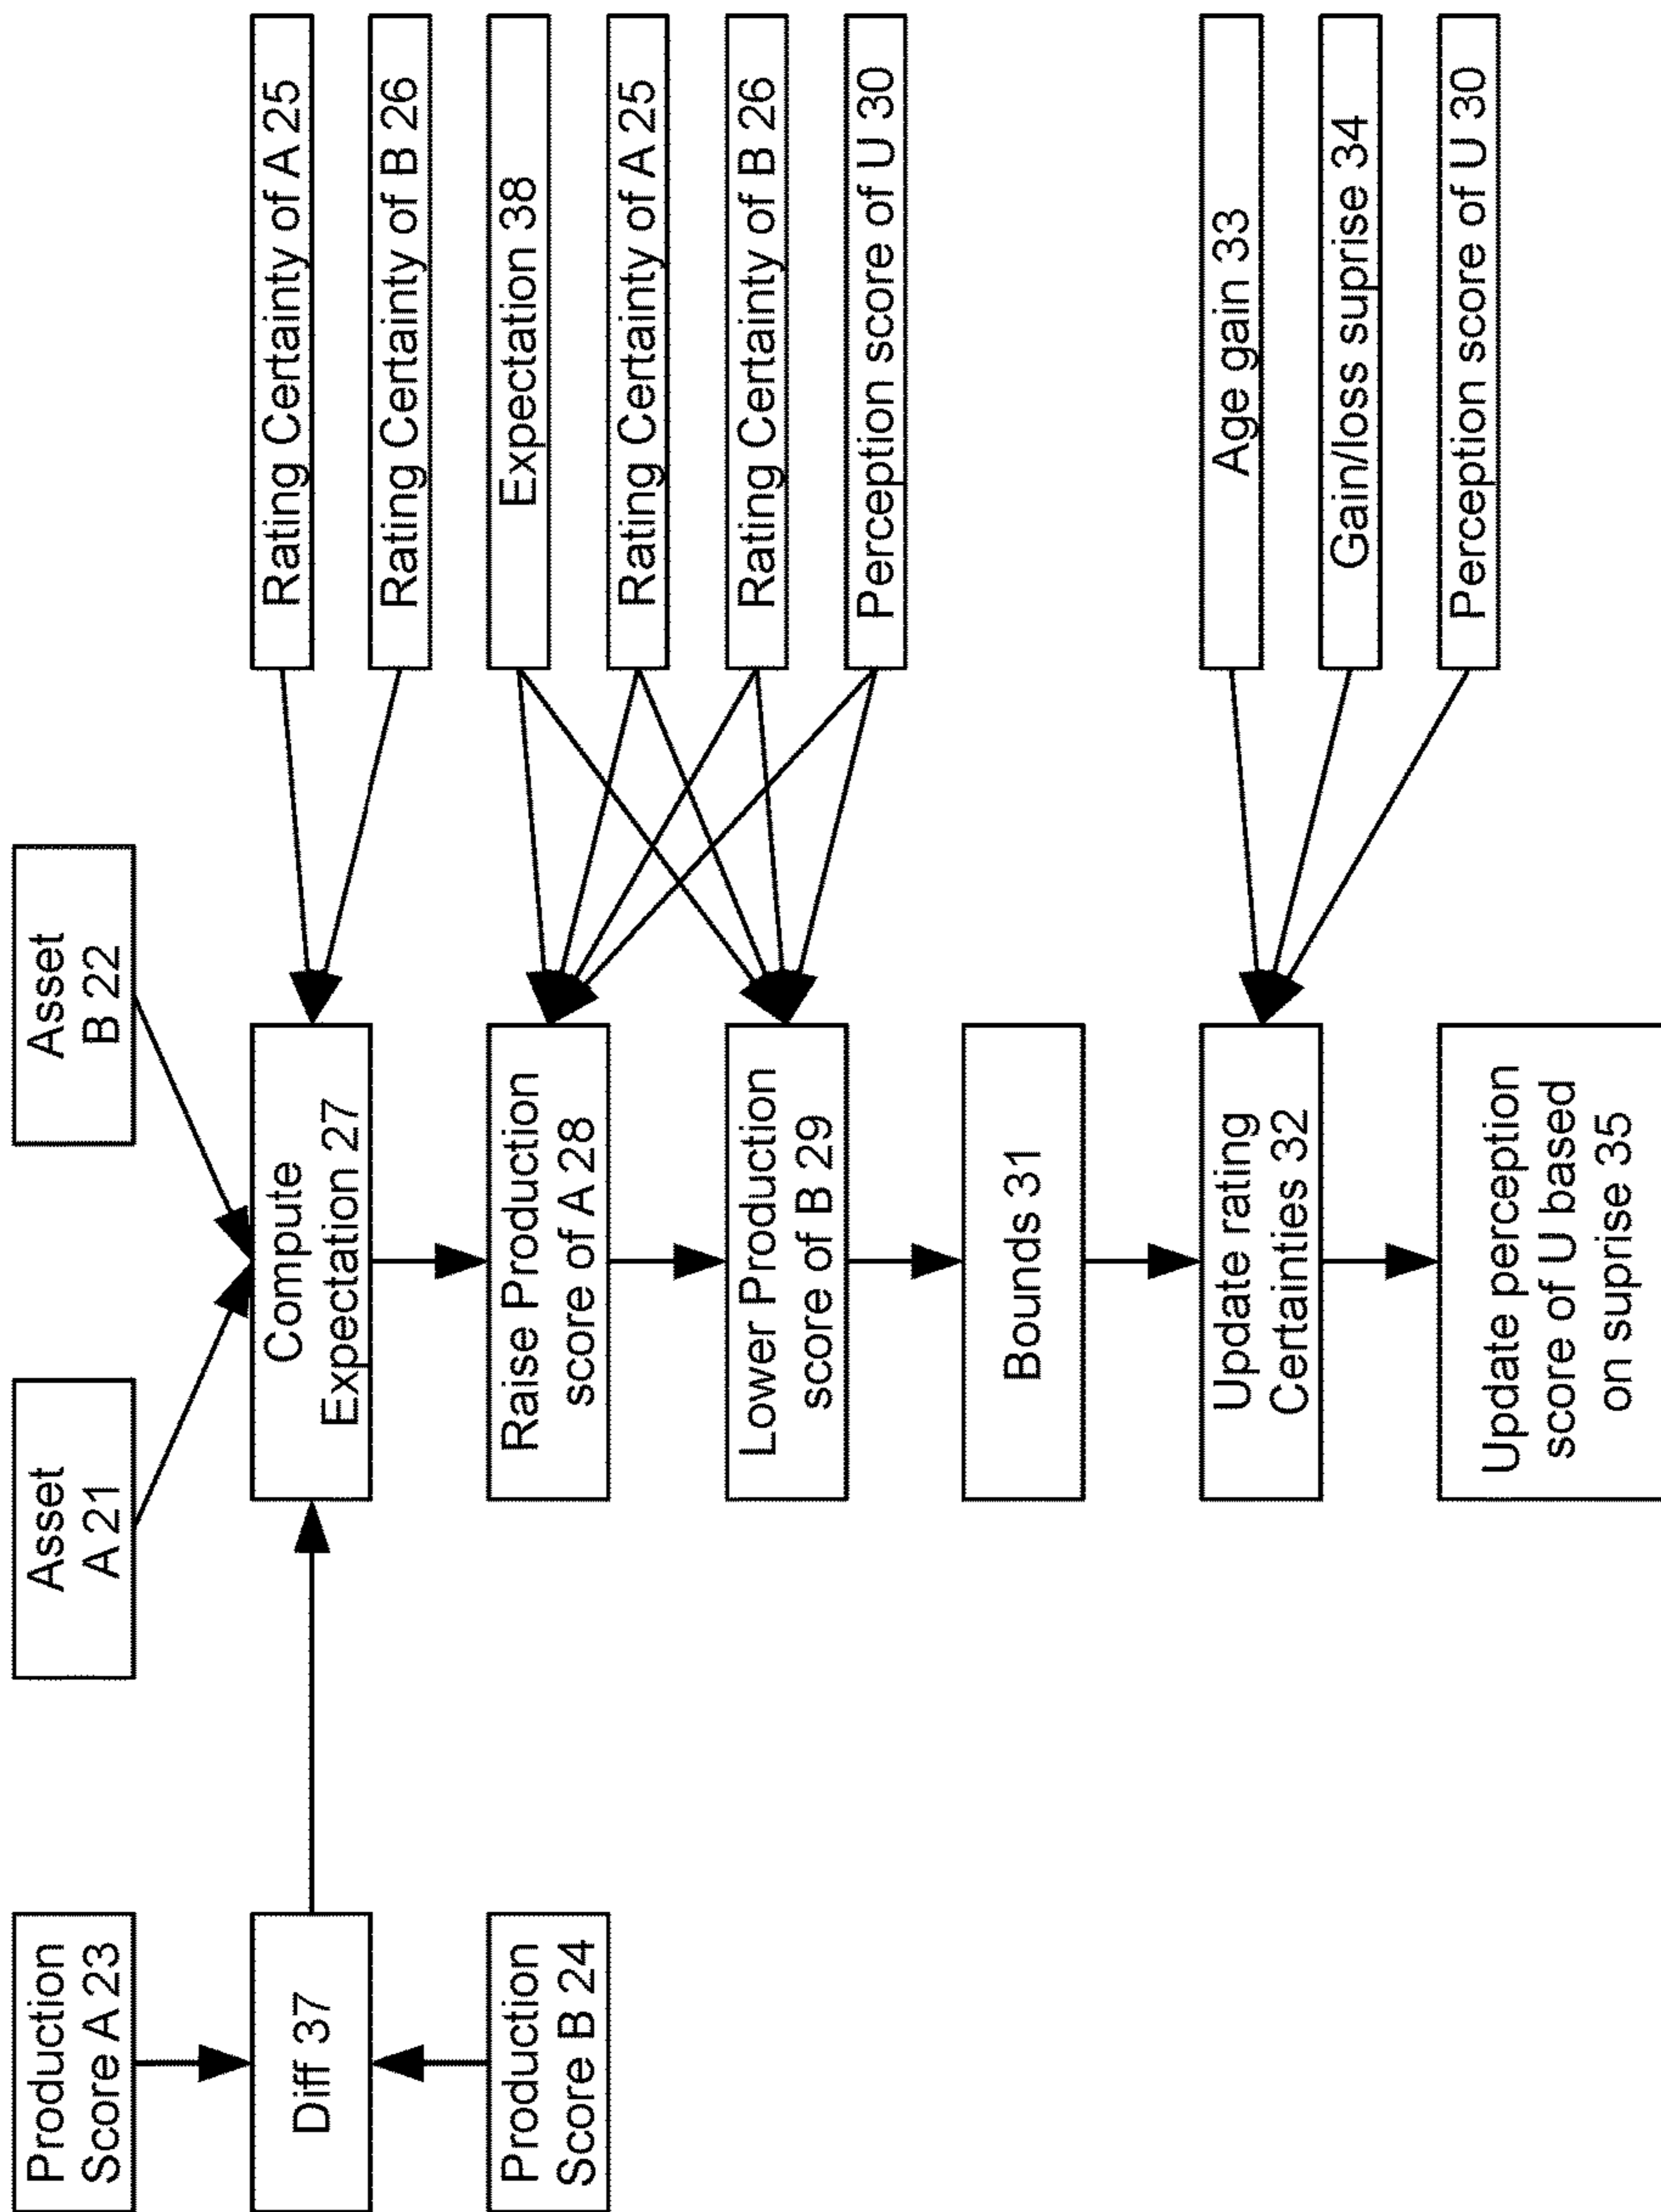 Production
Score A 23
Diff 37
Production
Score B 24
Asset
A 21
Asset
B 22
Compute
Expectation 27
Raise Production
score of A 28
Lower Production
score of B 29
Bounds 31
Update rating
Certainties 32
Update perception
score of U based
on suprise 35
Rating Certainty of A 25
Rating Certainty of B 26
Expectation 38
Rating Certainty of A 25
Rating Certainty of B 26
Perception score of U 30
Age gain 33
Gain/loss suprise 34
Perception score of U 30